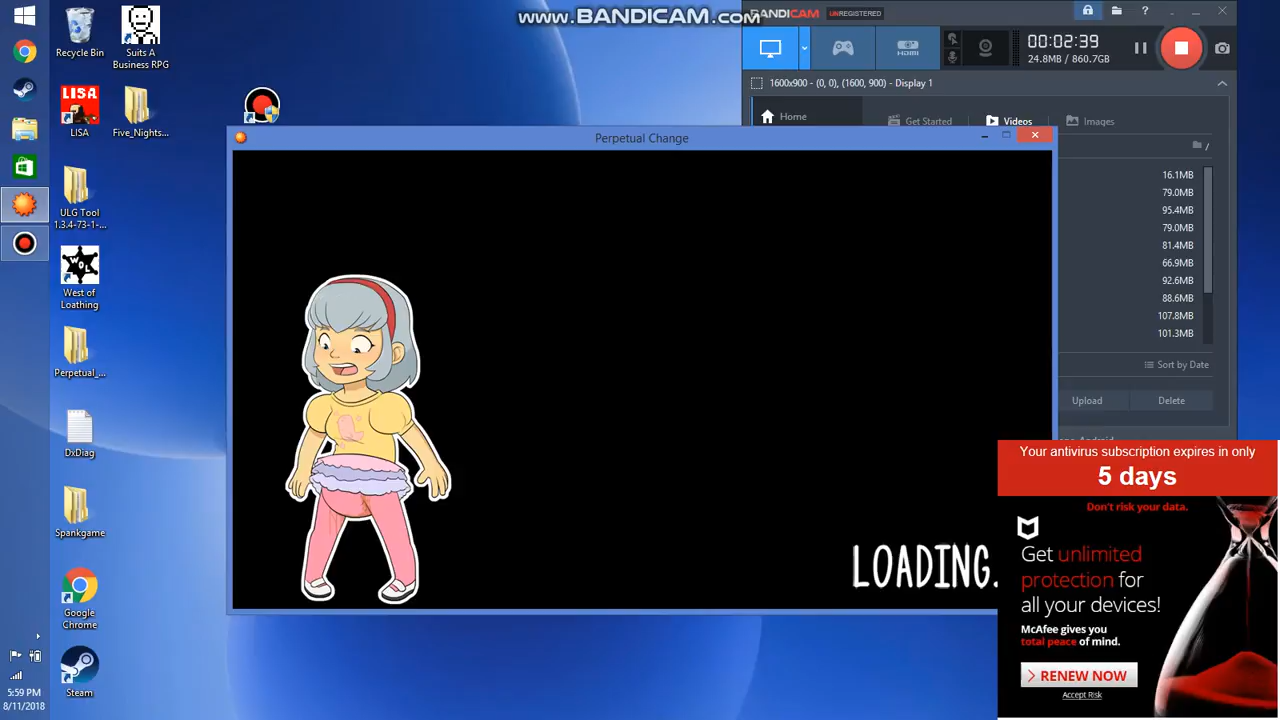 www.BANDICAM.com
BANDICAM UNREGISTERED
Recycle Bin
Suits A
Business RPG
00:02:39
24.8MB / 860.7GB
1600x900 - (0, 0), (1600, 900) - Display 1
LISA
LISA
Five_Nights...
Home
Get Started
Videos
Images
Perpetual Change
/
16.1MB
79.0MB
95.4MB
79.0MB
81.4MB
66.9MB
92.6MB
88.6MB
107.8MB
101.3MB
ULG Tool
1.3.4-73-1-...
WOL
West of
Loathing
Sort by Date
Perpetual_...
Upload
Delete
DxDiag
Your antivirus subscription expires in only
5 days
Don't risk your data.
Spankgame
Get unlimited
protection for
all your devices!
McAfee gives you
total peace of mind.
LOADING.
RENEW NOW
Accept Risk
Google
Chrome
Steam
5:59 PM
8/11/2018
HDMI